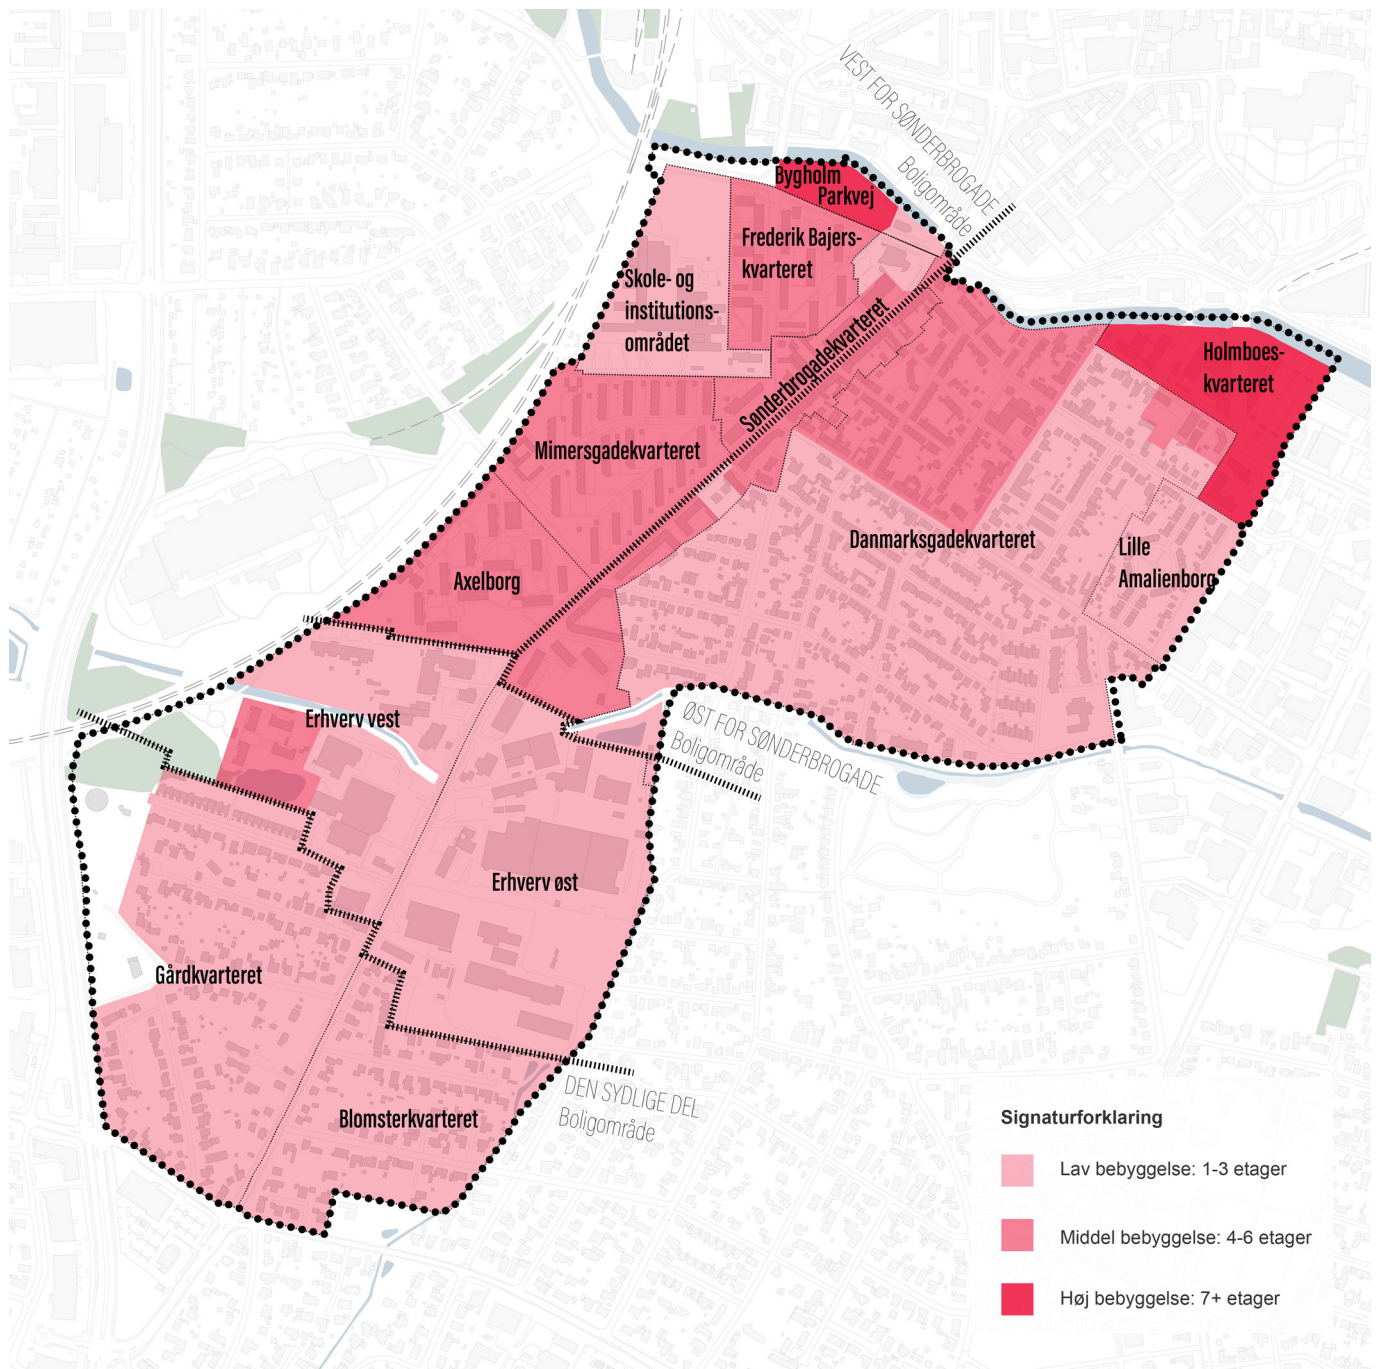 VEST FOR SØNDERBROGADE
Boligområde
Bygholm
Parkvej
Frederik Bajers-
kvarteret
Skole- og
institutions-
området
Sønderbrogadekvarteret
Holmboes-
kvarteret
Mimersgadekvarteret
Danmarksgadekvarteret
Lille
Amalienborg
Axelborg
Erhverv vest
ØST FOR SØNDERBROGADE
Boligområde
Erhverv øst
Gårdkvarteret
Blomsterkvarteret
DEN SYDLIGE DEL
Boligområde
Signaturforklaring
Lav bebyggelse: 1-3 etager
Middel bebyggelse: 4-6 etager
Høj bebyggelse: 7+ etager